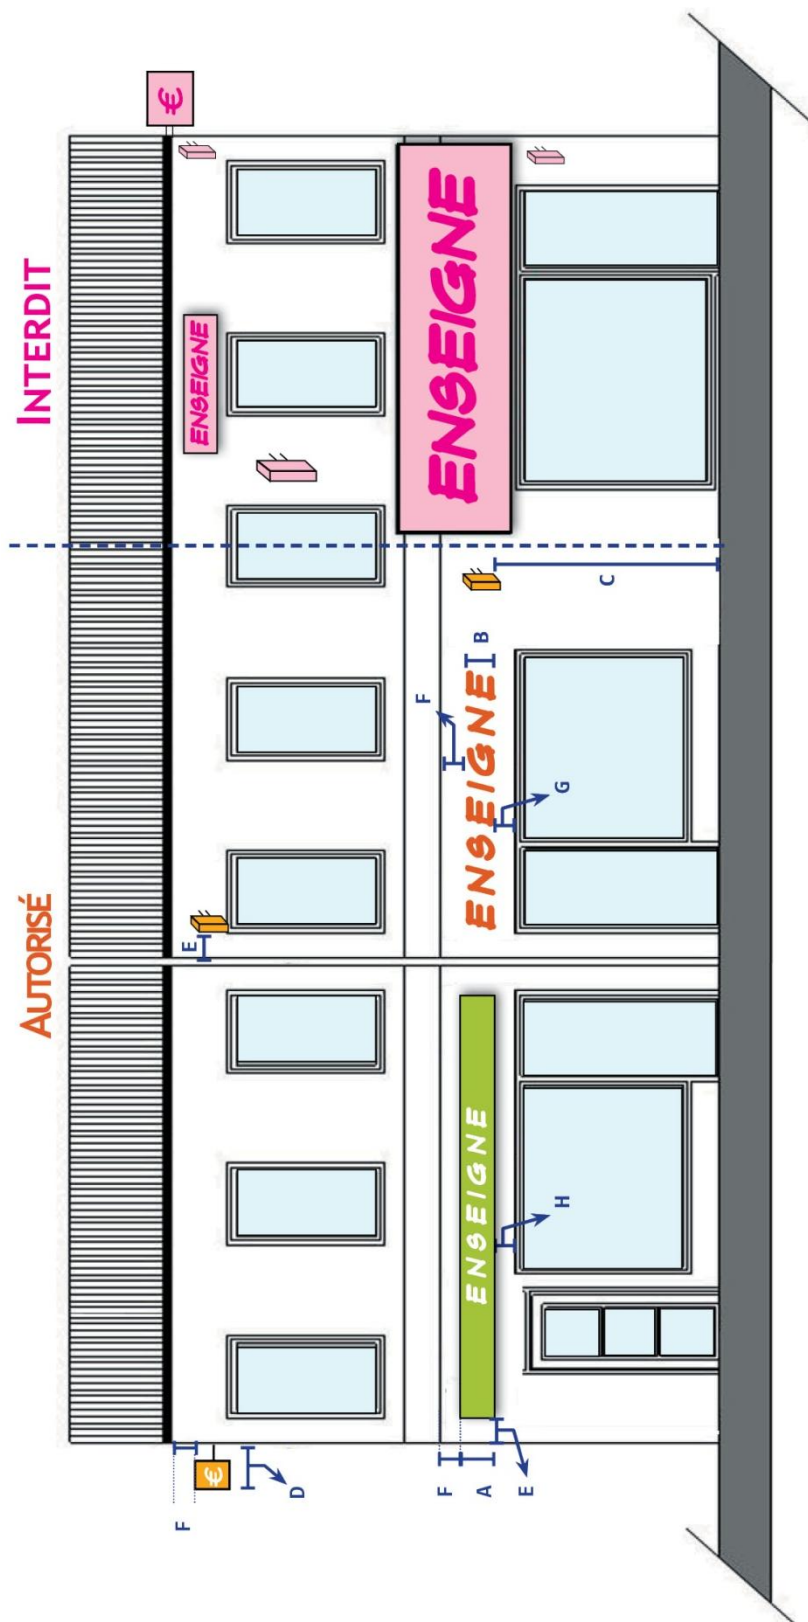 AUTORISÉ
INTERDIT
€
ENSEIGNE
ENSEIGNE
€
F
D
E
F
A
E
ENSEIGNE
H
ENSEIGNE
F
B
G
C